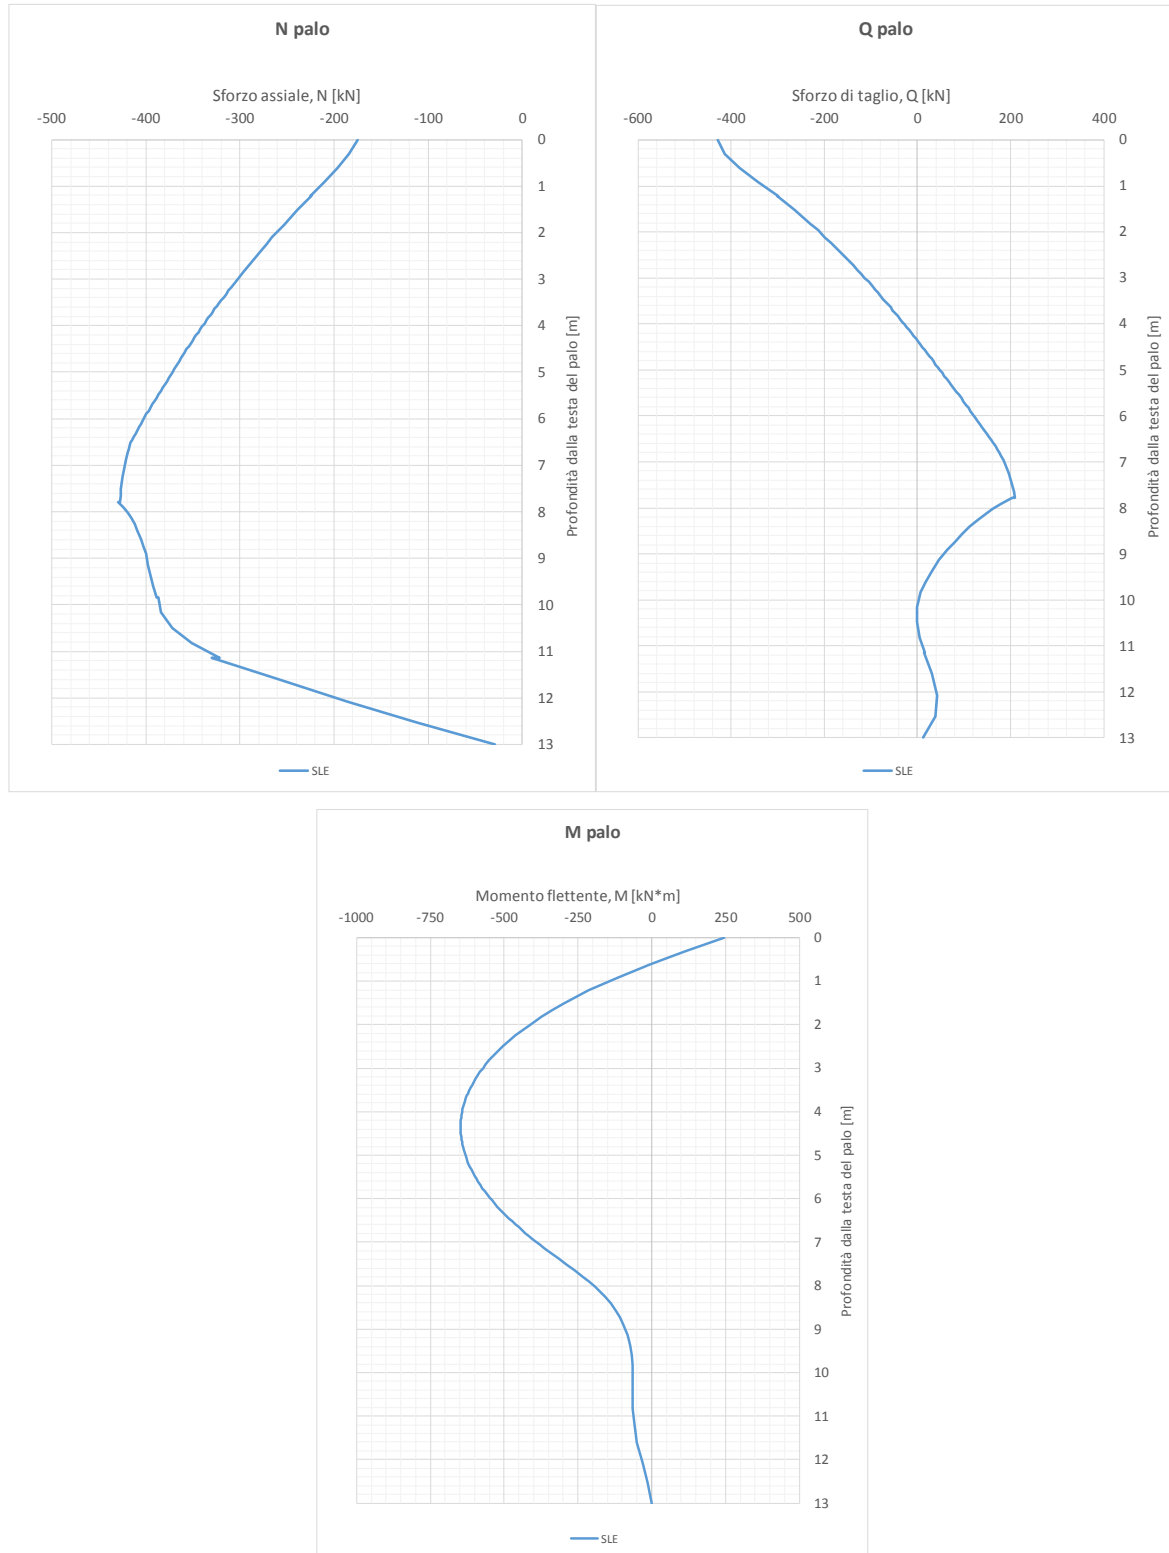 N palo
Sforzo assiale, N [kN]
-500 -400 -300 -200 -100 0
0
1
2
3
4
5
6
7
8
9
10
11
12
13
Profondità dalla testa del palo [m]
SLE
Q palo
Sforzo di taglio, Q [kN]
-600 -400 -200 0 200 400
0
1
2
3
4
5
6
7
8
9
10
11
12
13
Profondità dalla testa del palo [m]
SLE
M palo
Momento flettente, M [kN*m]
-1000 -750 -500 -250 0 250 500
0
1
2
3
4
5
6
7
8
9
10
11
12
13
Profondità dalla testa del palo [m]
SLE